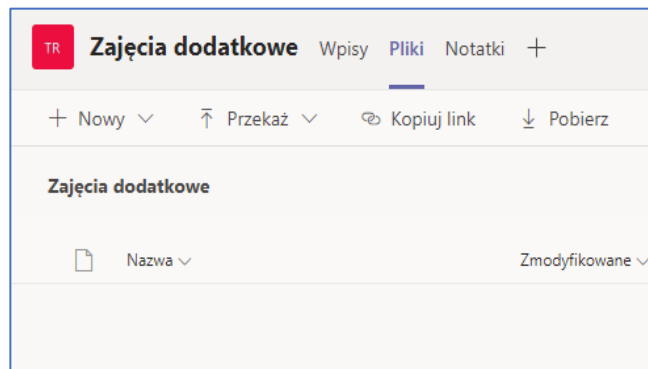 TR Zajęcia dodatkowe Wpisy Pliki Notatki
Nowy Przekaż Kopiuj link Pobierz
Zajęcia dodatkowe
Nazwa Zmodyfikowane